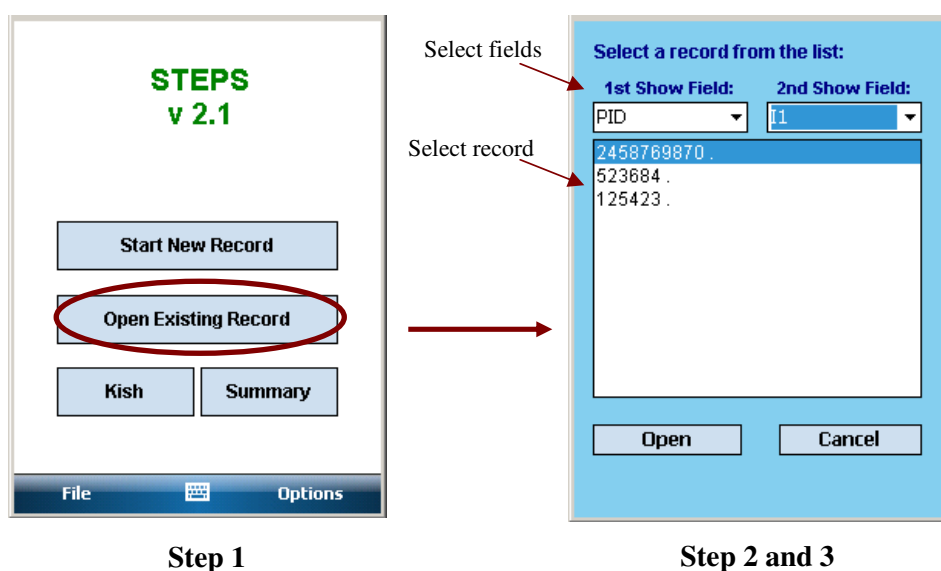 STEPS
v 2.1
Start New Record
Open Existing Record
Kish
Summary
File
Options
Step 1
Select fields
Select record
Select a record from the list:
1st Show Field:
2nd Show Field:
PID
I1
2458769870 .
523684 .
125423 .
Open
Cancel
Step 2 and 3